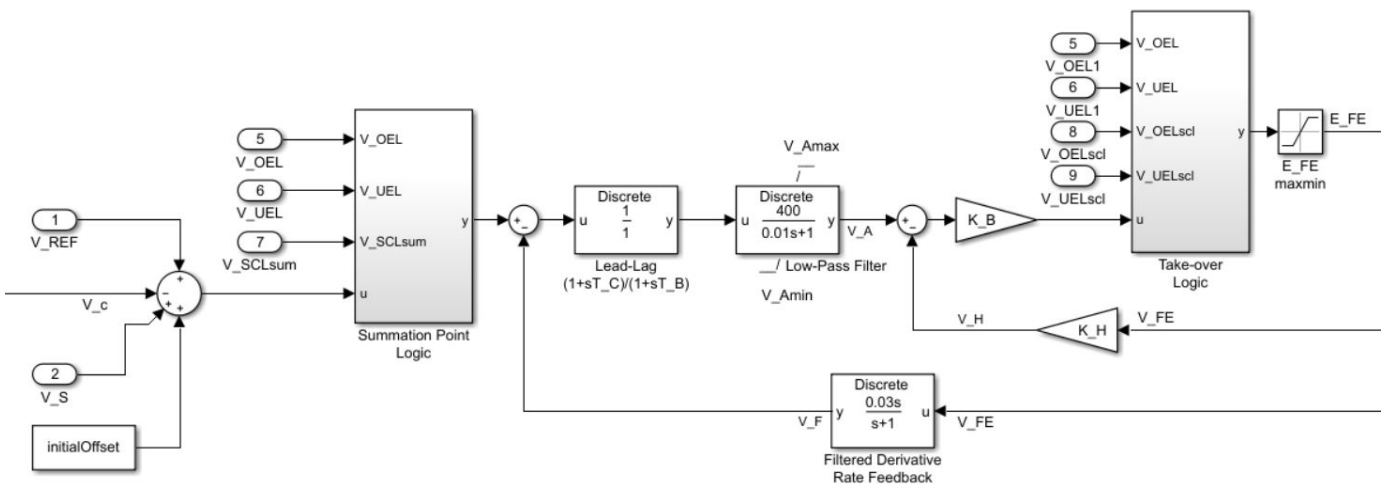 1
V_REF
V_c
2
V_S
initialOffset
+
−
+
+
5
V_OEL
6
V_UEL
7
V_SCLsum
V_OEL
V_UEL
V_SCLsum
u
y
Summation Point
Logic
+
−
Discrete
u
1
1
y
Lead-Lag
(1+sT_C)/(1+sT_B)
V_Amax
__
/
Discrete
u
400
0.01s+1
y
__/ Low-Pass Filter
V_Amin
V_A
+
−
K_B
5
V_OEL1
6
V_UEL1
8
V_OELscl
9
V_UELscl
V_OEL
V_UEL
V_OELscl
V_UELscl
u
y
Take-over
Logic
E_FE
maxmin
E_FE
V_H
K_H
V_FE
V_F
Discrete
y
0.03s
s+1
u
V_FE
Filtered Derivative
Rate Feedback